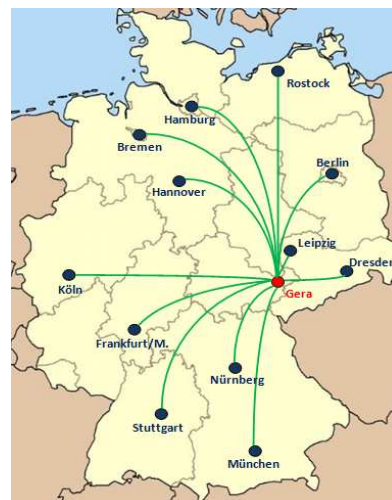 Rostock
Hamburg
Bremen
Berlin
Hannover
Leipzig
Dresden
Köln
Gera
Frankfurt/M.
Nürnberg
Stuttgart
München